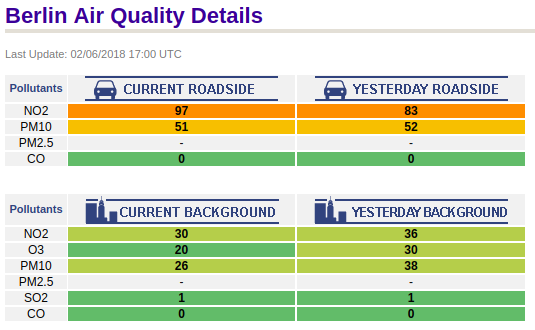 Berlin Air Quality Details
Last Update: 02/06/2018 17:00 UTC
Pollutants CURRENT ROADSIDE YESTERDAY ROADSIDE
NO2 97 83
PM10 51 52
PM2.5 - -
CO 0 0
Pollutants CURRENT BACKGROUND YESTERDAY BACKGROUND
NO2 30 36
O3 20 30
PM10 26 38
PM2.5 - -
SO2 1 1
CO 0 0